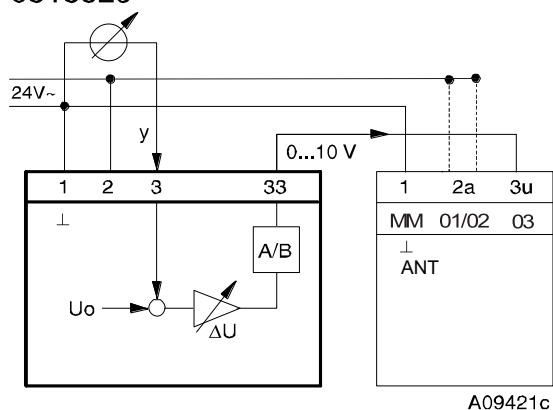 24V~
y
0...10 V
1 2 3 33
1 2a 3u
MM 01/02 03
⊥
⊥
ANT
A/B
Uo
ΔU
A09421c